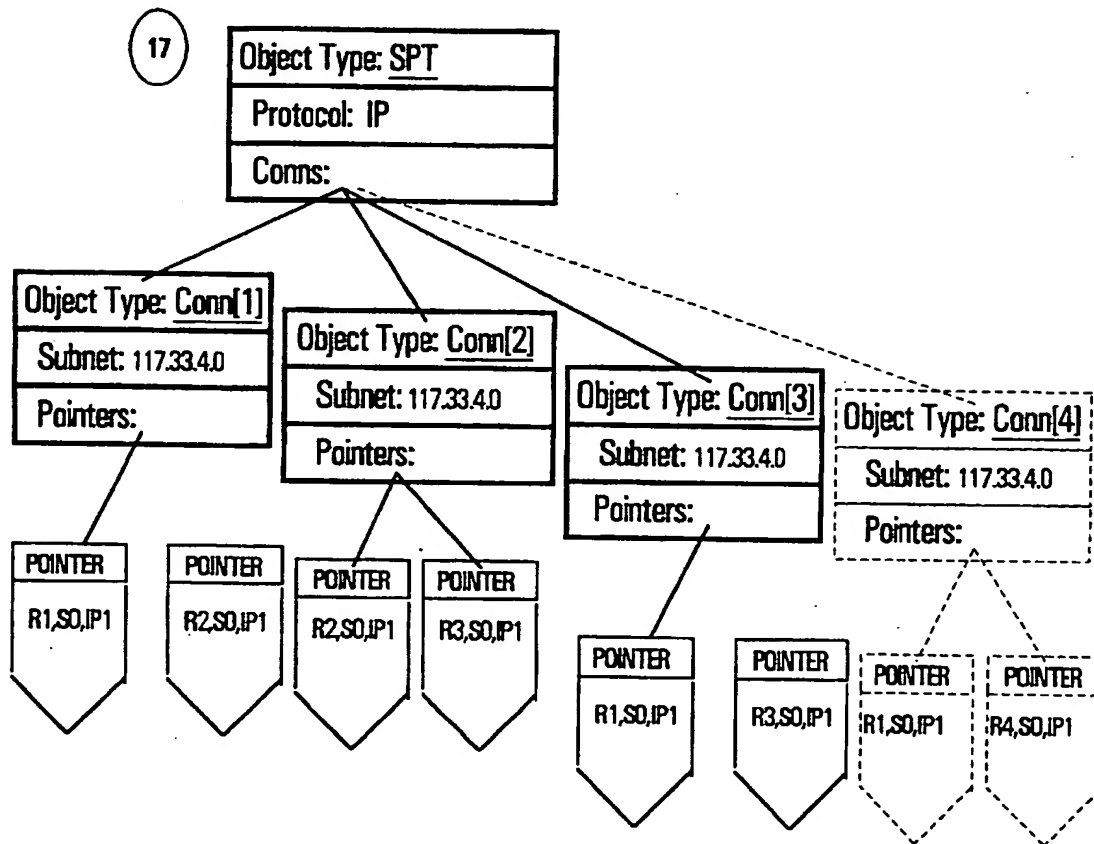 17
Object Type: SPT
Protocol: IP
Conns:
Object Type: Conn[1]
Subnet: 117.33.4.0
Pointers:
Object Type: Conn[2]
Subnet: 117.33.4.0
Pointers:
Object Type: Conn[3]
Subnet: 117.33.4.0
Pointers:
Object Type: Conn[4]
Subnet: 117.33.4.0
Pointers:
POINTER
R1,S0,IP1
POINTER
R2,S0,IP1
POINTER
R2,S0,IP1
POINTER
R3,S0,IP1
POINTER
R1,S0,IP1
POINTER
R3,S0,IP1
POINTER
R1,S0,IP1
POINTER
R4,S0,IP1